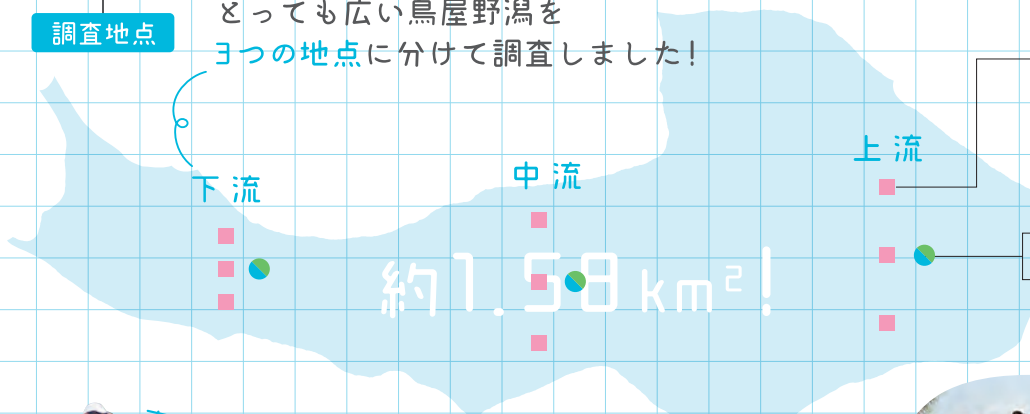 とっても広い鳥屋野潟を
調査地点
3つの地点に分けて調査しました!
上流
中流
下流
約1.58km²!